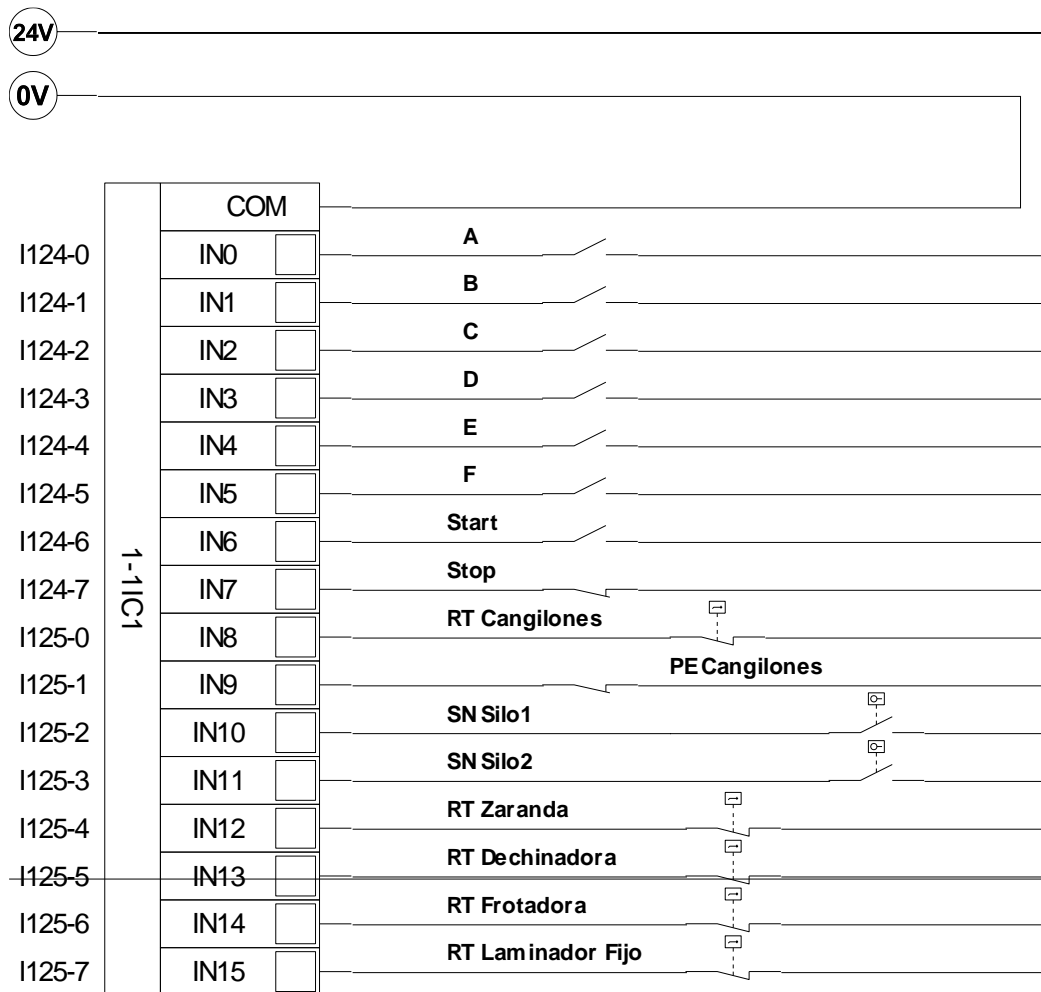 24V
0V
COM
I124-0 IN0 A
I124-1 IN1 B
I124-2 IN2 C
I124-3 IN3 D
I124-4 IN4 E
I124-5 IN5 F
I124-6 IN6 Start
I124-7 IN7 Stop
1-1IC1
I125-0 IN8 RT Cangilones
I125-1 IN9 PE Cangilones
I125-2 IN10 SN Silo1
I125-3 IN11 SN Silo2
I125-4 IN12 RT Zaranda
I125-5 IN13 RT Dechinadora
I125-6 IN14 RT Frotadora
I125-7 IN15 RT Laminador Fijo